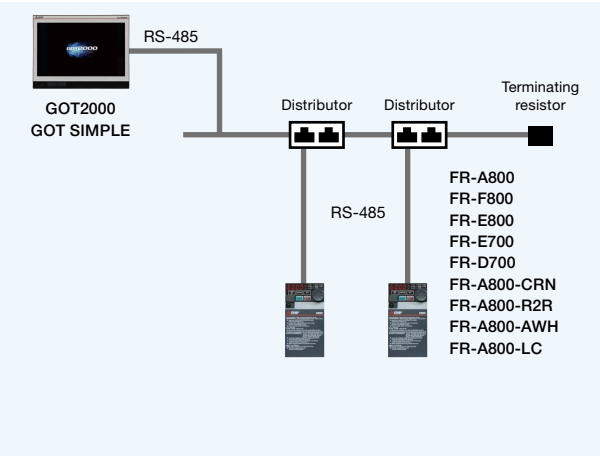 RS-485
GOT2000
GOT2000
GOT SIMPLE
Distributor
Distributor
Terminating
resistor
RS-485
FR-A800
FR-F800
FR-E800
FR-E700
FR-D700
FR-A800-CRN
FR-A800-R2R
FR-A800-AWH
FR-A800-LC